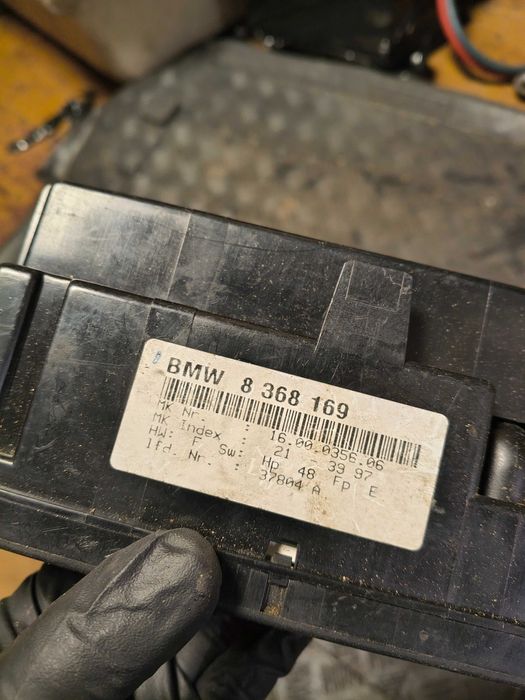 BMW 8 368 169
MK Nr. : 16.00.0356.06
MK Index : 21 - 39 97
HW: F Sw: Hp 48 Fp E
lfd. Nr. : 37804 A